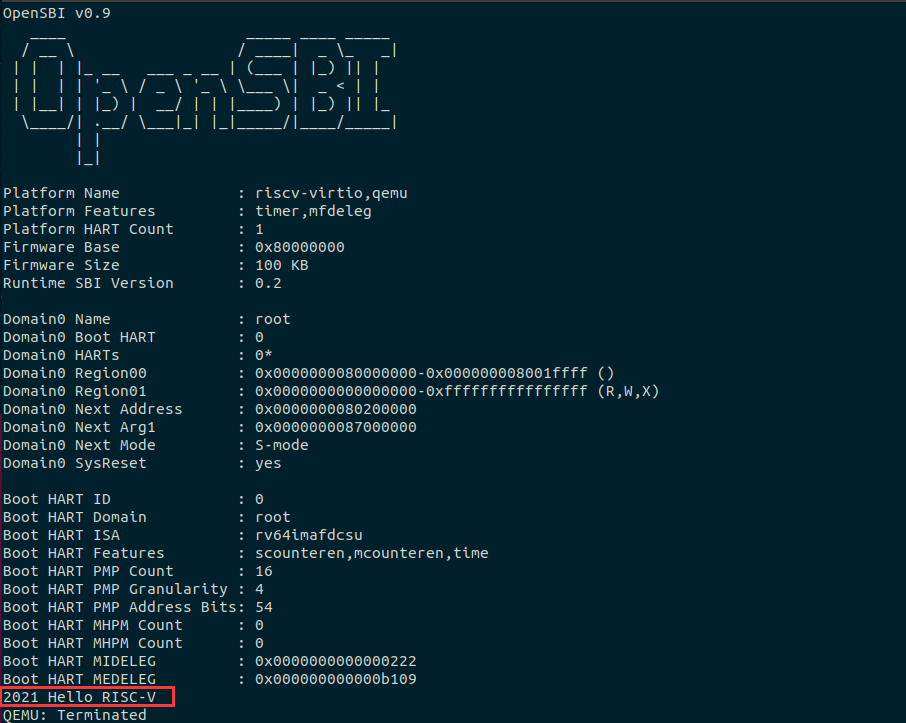 OpenSBI v0.9
   ____                    _____ ____ _____
  / __ \                  / ____|  _ \_   _|
 | |  | |_ __   ___ _ __ | (___ | |_) || |
 | |  | | '_ \ / _ \ '_ \ \___ \|  _ < | |
 | |__| | |_) |  __/ | | |____) | |_) || |_
  \____/| .__/ \___|_| |_|_____/|____/_____|
        | |
        |_|
Platform Name             : riscv-virtio,qemu
Platform Features         : timer,mfdeleg
Platform HART Count       : 1
Firmware Base             : 0x80000000
Firmware Size             : 100 KB
Runtime SBI Version       : 0.2
Domain0 Name              : root
Domain0 Boot HART         : 0
Domain0 HARTs             : 0*
Domain0 Region00          : 0x0000000080000000-0x000000008001ffff ()
Domain0 Region01          : 0x0000000000000000-0xffffffffffffffff (R,W,X)
Domain0 Next Address      : 0x0000000080200000
Domain0 Next Arg1         : 0x0000000087000000
Domain0 Next Mode         : S-mode
Domain0 SysReset          : yes
Boot HART ID              : 0
Boot HART Domain          : root
Boot HART ISA             : rv64imafdcsu
Boot HART Features        : scounteren,mcounteren,time
Boot HART PMP Count       : 16
Boot HART PMP Granularity : 4
Boot HART PMP Address Bits: 54
Boot HART MHPM Count      : 0
Boot HART MHPM Count      : 0
Boot HART MIDELEG         : 0x0000000000000222
Boot HART MEDELEG         : 0x000000000000b109
2021 Hello RISC-V
QEMU: Terminated